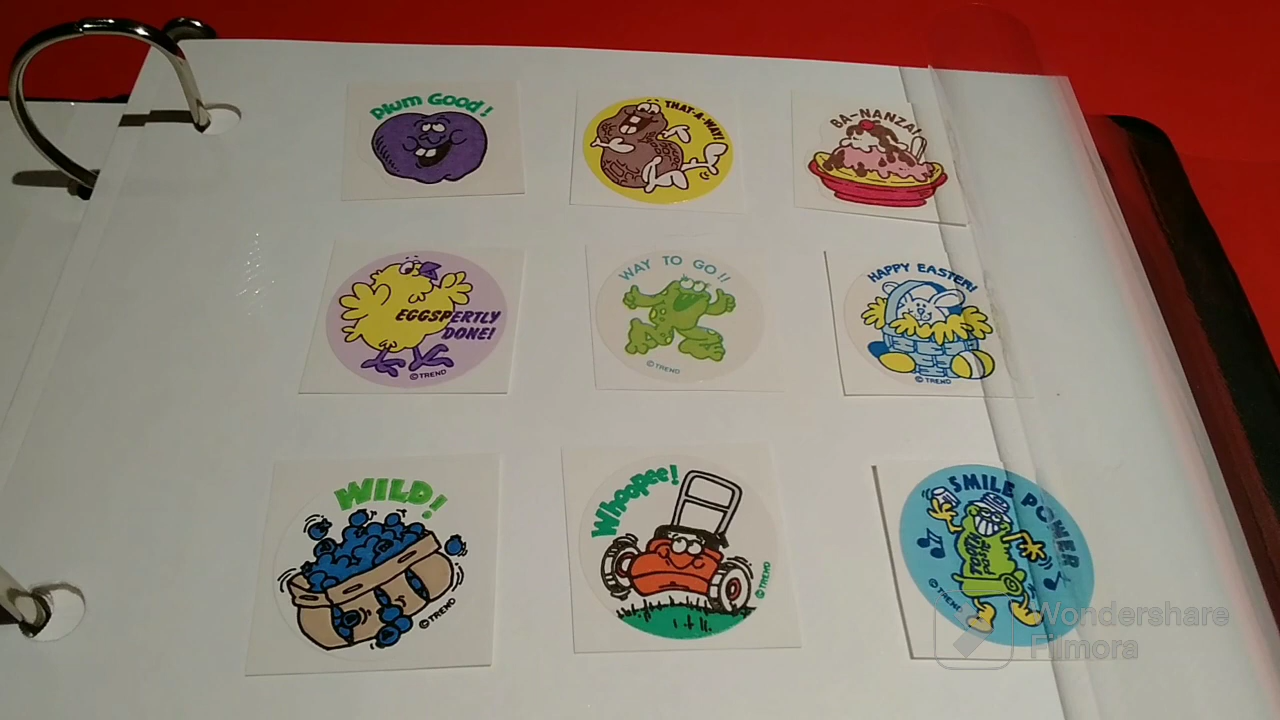 Plum Good!
THAT-A-WAY!
BA-NANZA!
EGGSPERTLY
DONE!
©TREND
WAY TO GO!!
©TREND
HAPPY EASTER!
©TREND
WILD!
©TREND
Whoopee!
©TREND
SMILE POWER
©TREND
Wondershare
Filmora